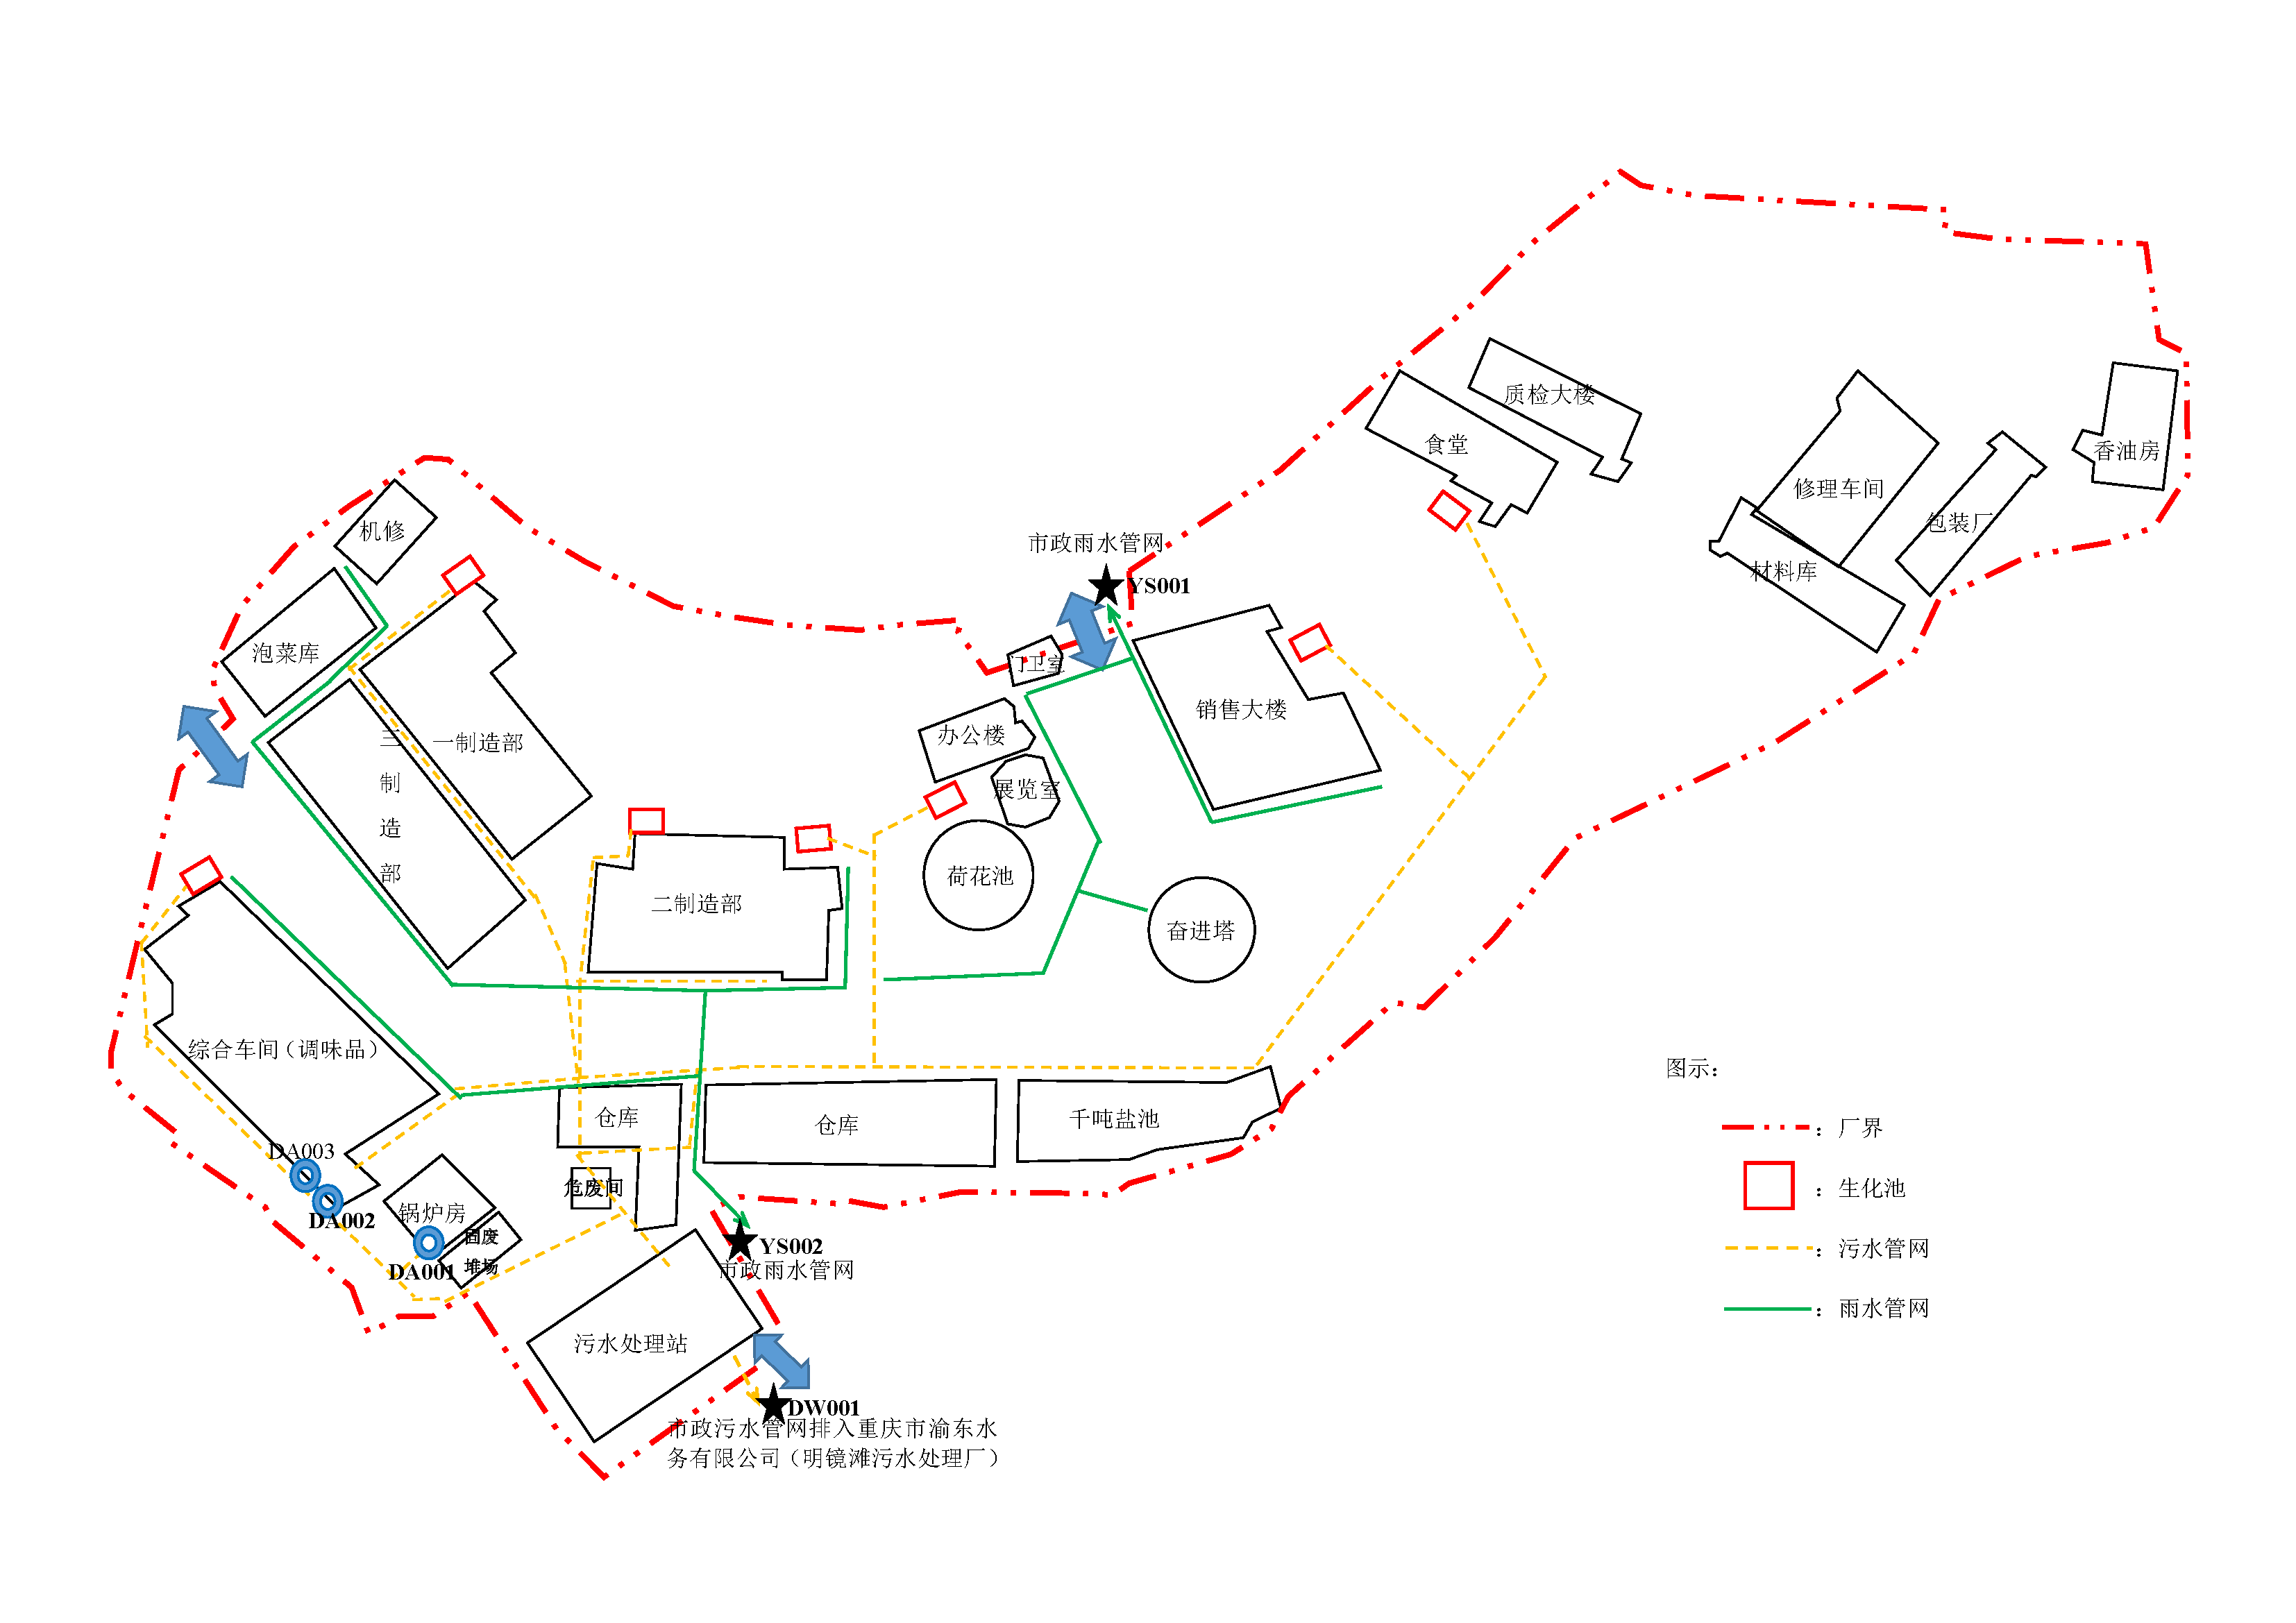 质检大楼
食堂
香油房
修理车间
包装厂
材料库
机修
市政雨水管网
YS001
泡菜库
门卫室
销售大楼
办公楼
一制造部
三
制
造
部
展览室
荷花池
二制造部
奋进塔
综合车间（调味品）
仓库
仓库
千吨盐池
DA003
DA002
危废间
锅炉房
固废
堆场
DA001
YS002
市政雨水管网
污水处理站
DW001
市政污水管网排入重庆市渝东水
务有限公司（明镜滩污水处理厂）
图示：
：厂界
：生化池
：污水管网
：雨水管网